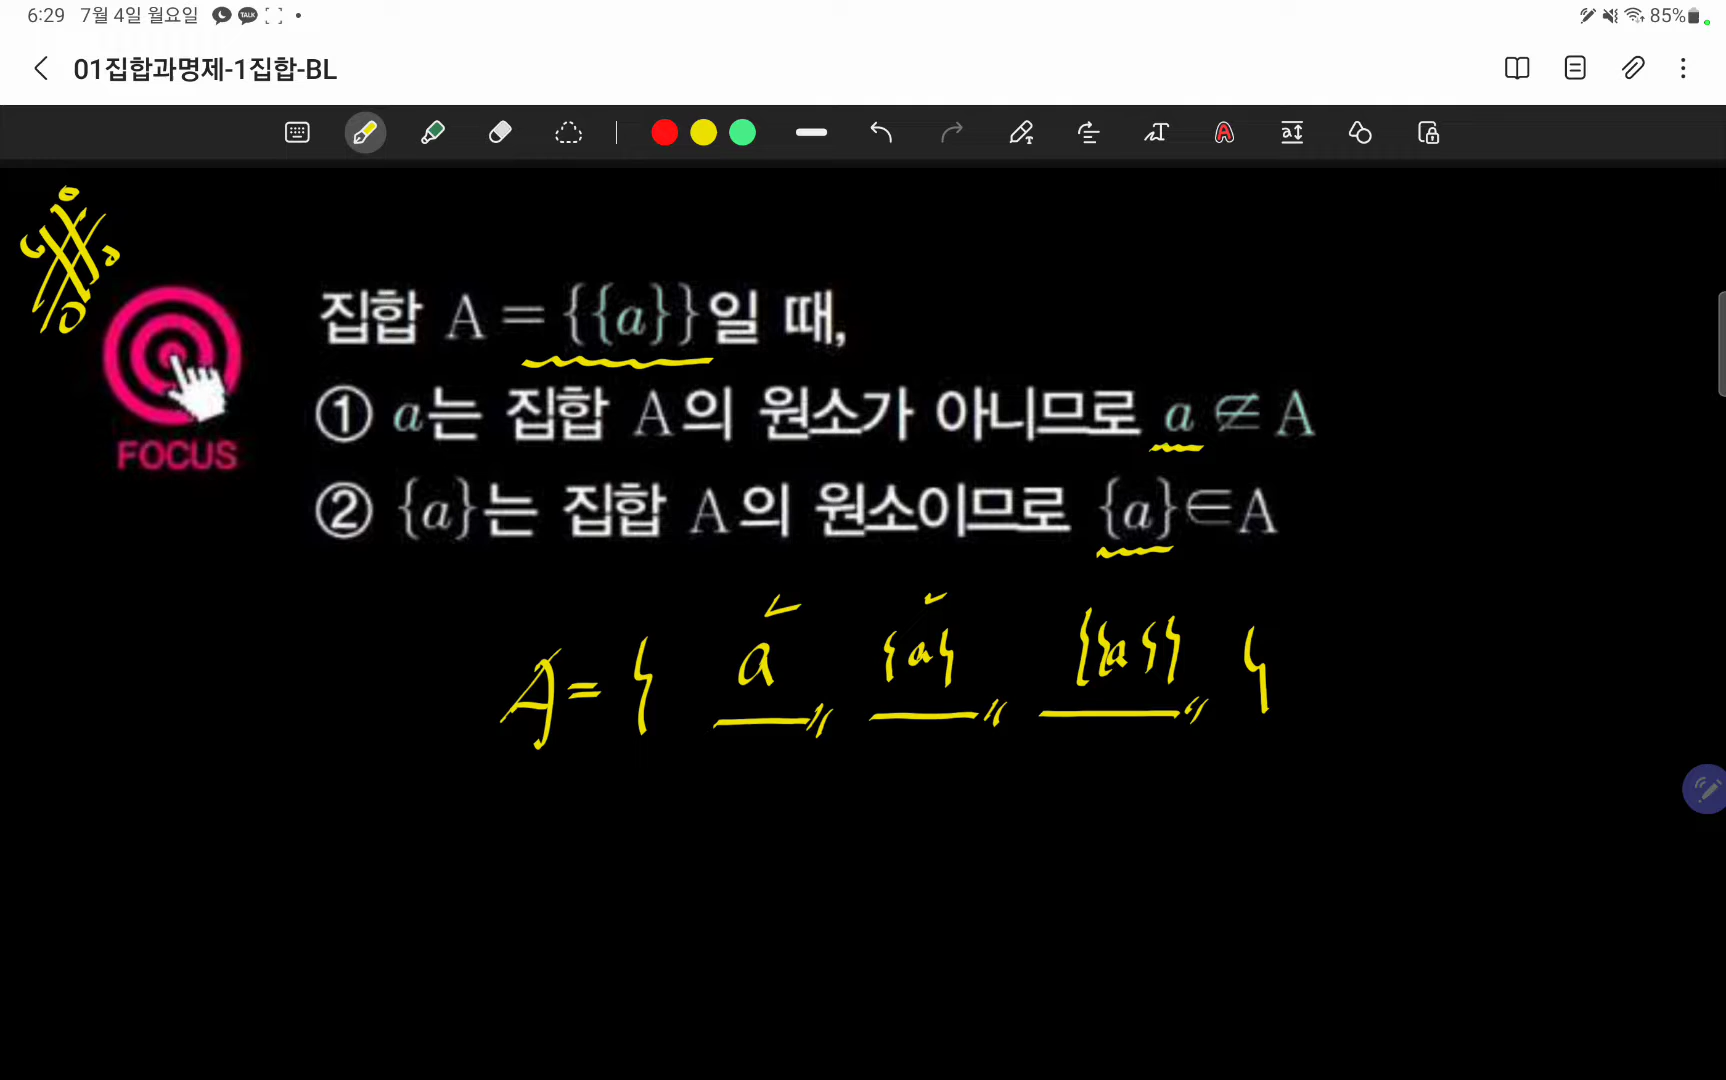 6:29 7월 4일 월요일 TALK 85%
01집합과명제-1집합-BL
집합 A = {{a}}일 때,
① a는 집합 A의 원소가 아니므로 a ∉ A
FOCUS
② {a}는 집합 A의 원소이므로 {a}∈A
A = { a {a} {{a}} }